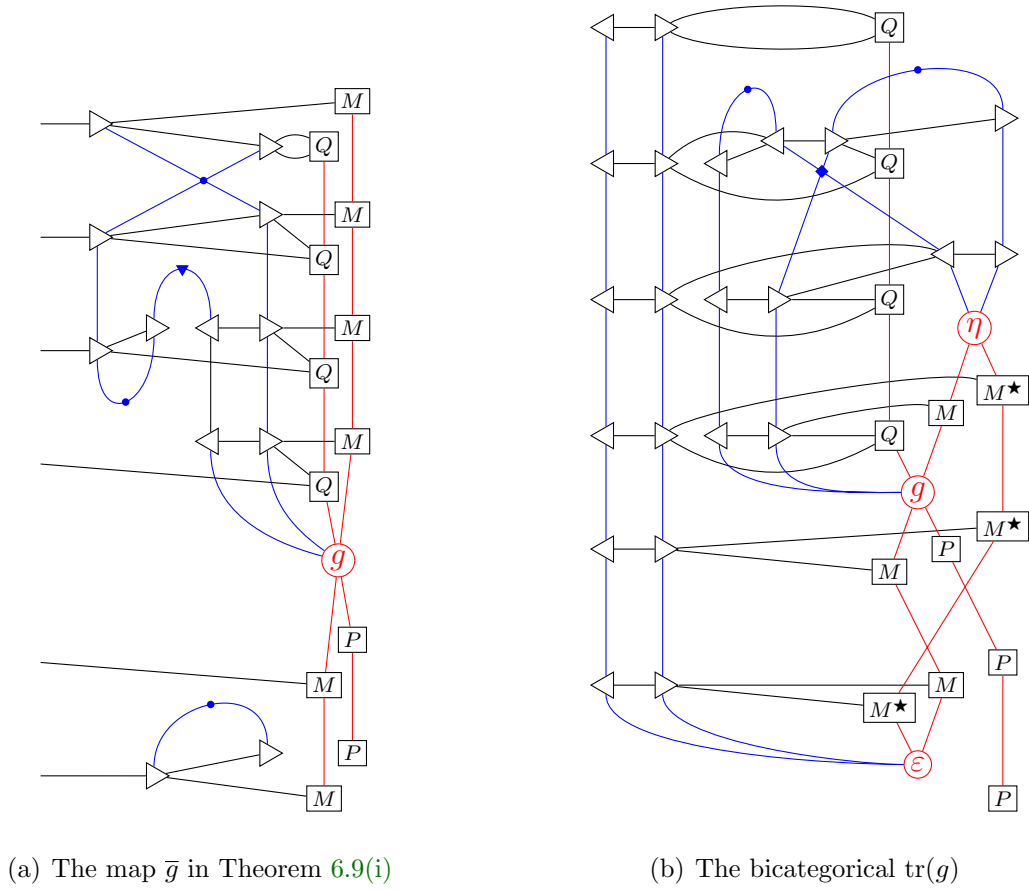 M
Q
M
Q
M
Q
M
Q
g
P
M
P
M
(a) The map g̅ in Theorem 6.9(i)
Q
Q
Q
η
M★
M
Q
g
M★
P
M
P
M
M★
ε
P
(b) The bicategorical tr(g)